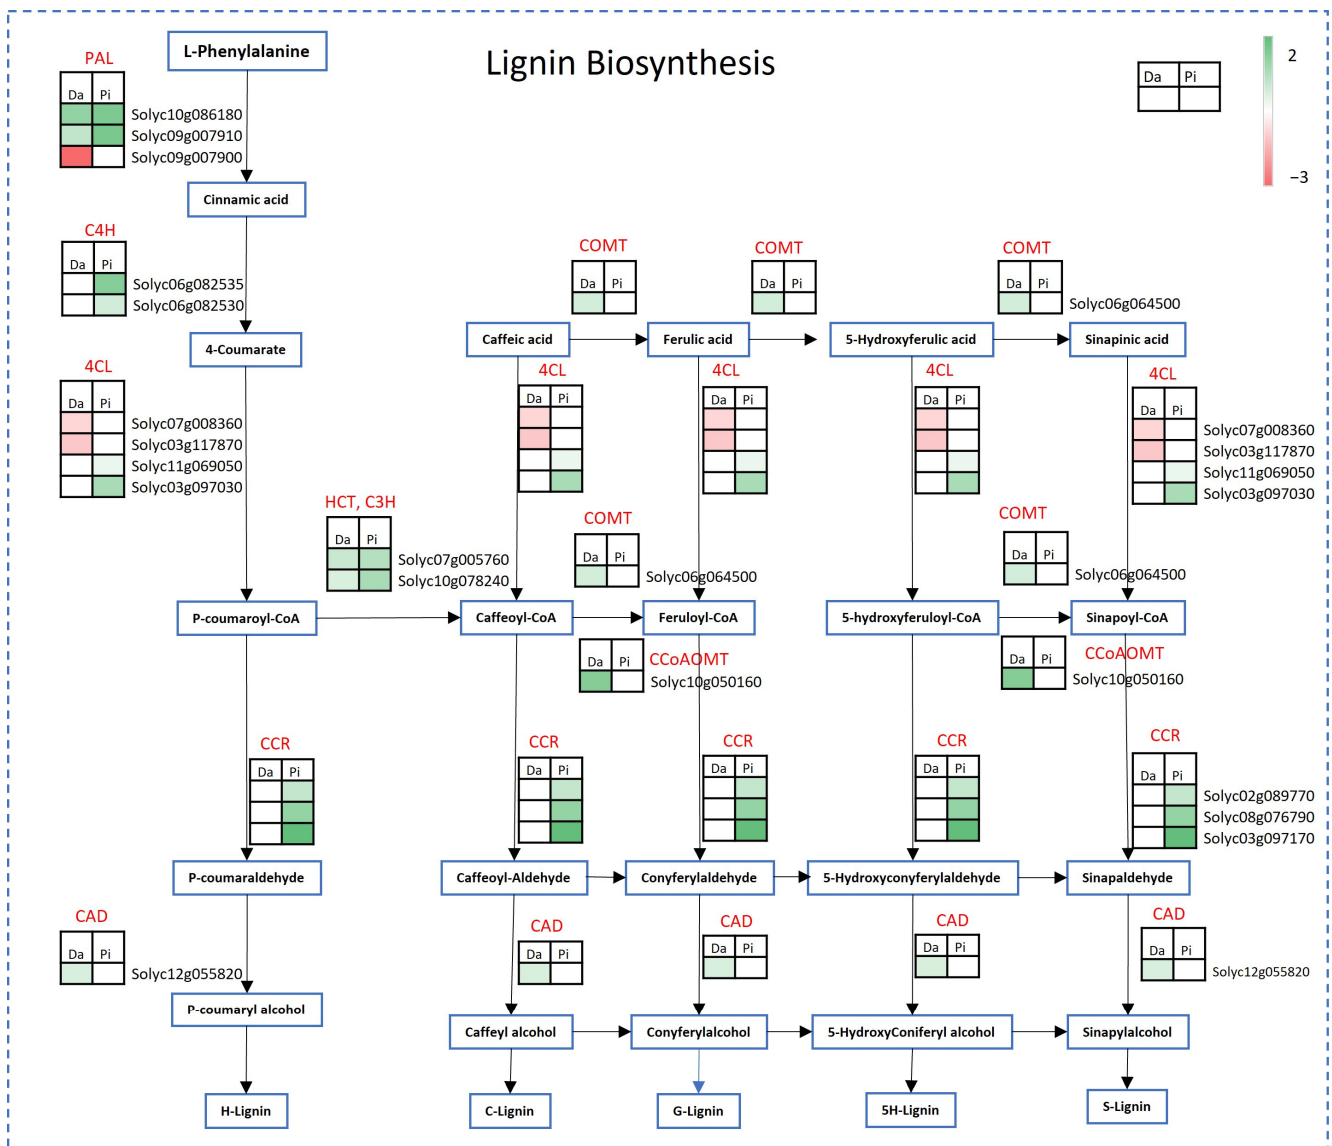 Lignin Biosynthesis
L-Phenylalanine
2
−3
Da Pi
PAL
Da Pi
Solyc10g086180
Solyc09g007910
Solyc09g007900
Cinnamic acid
C4H
Da Pi
Solyc06g082535
Solyc06g082530
COMT
Da Pi
COMT
Da Pi
COMT
Da Pi
Solyc06g064500
4-Coumarate
Caffeic acid
Ferulic acid
5-Hydroxyferulic acid
Sinapinic acid
4CL
Da Pi
Solyc07g008360
Solyc03g117870
Solyc11g069050
Solyc03g097030
4CL
Da Pi
4CL
Da Pi
4CL
Da Pi
4CL
Da Pi
Solyc07g008360
Solyc03g117870
Solyc11g069050
Solyc03g097030
HCT, C3H
Da Pi
Solyc07g005760
Solyc10g078240
COMT
Da Pi
Solyc06g064500
COMT
Da Pi
Solyc06g064500
P-coumaroyl-CoA
Caffeoyl-CoA
Feruloyl-CoA
5-hydroxyferuloyl-CoA
Sinapoyl-CoA
CCoAOMT
Da Pi
Solyc10g050160
CCoAOMT
Da Pi
Solyc10g050160
CCR
Da Pi
CCR
Da Pi
CCR
Da Pi
CCR
Da Pi
CCR
Da Pi
Solyc02g089770
Solyc08g076790
Solyc03g097170
P-coumaraldehyde
Caffeoyl-Aldehyde
Conyferylaldehyde
5-Hydroxyconyferylaldehyde
Sinapaldehyde
CAD
Da Pi
Solyc12g055820
CAD
Da Pi
CAD
Da Pi
CAD
Da Pi
CAD
Da Pi
Solyc12g055820
P-coumaryl alcohol
Caffeyl alcohol
Conyferylalcohol
5-HydroxyConiferyl alcohol
Sinapylalcohol
H-Lignin
C-Lignin
G-Lignin
5H-Lignin
S-Lignin